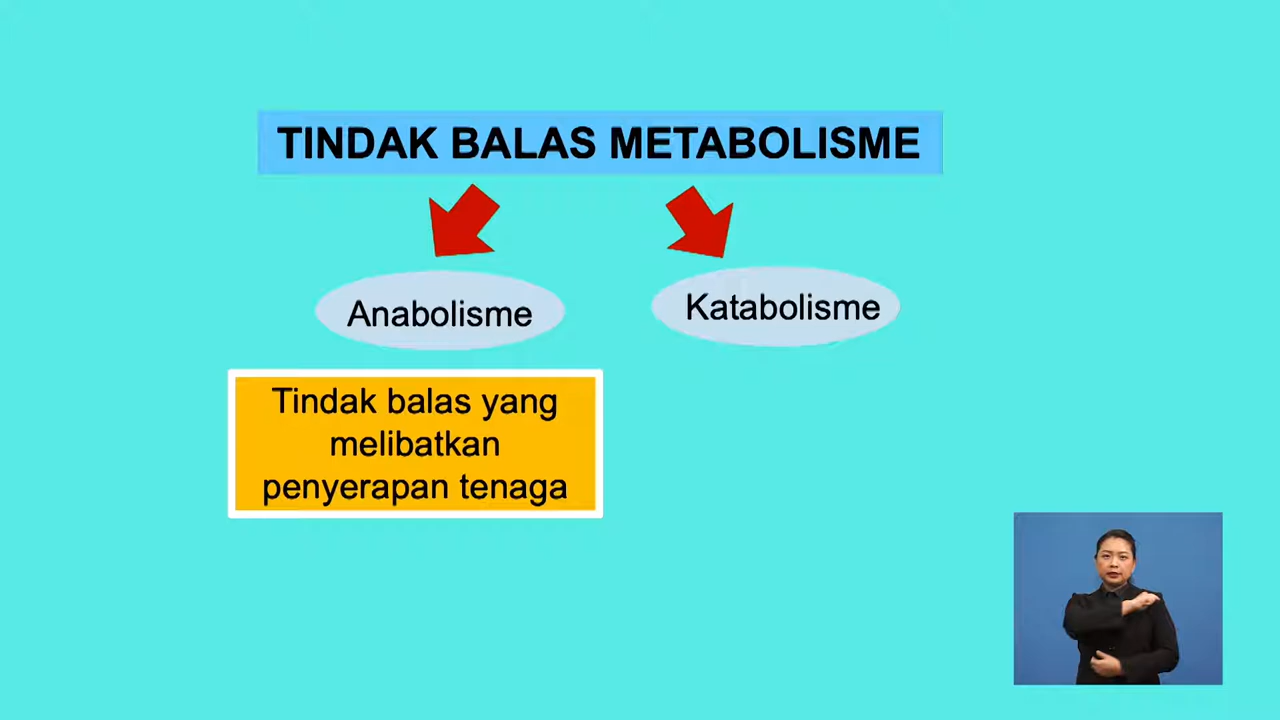 TINDAK BALAS METABOLISME
Anabolisme
Katabolisme
Tindak balas yang
melibatkan
penyerapan tenaga